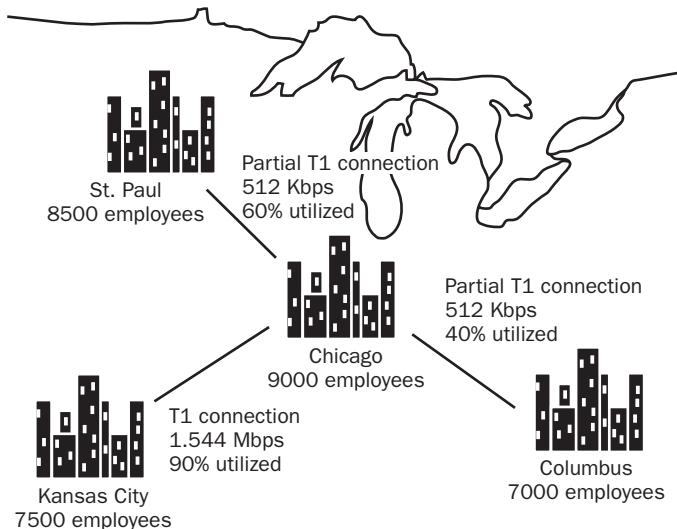 Partial T1 connection
512 Kbps
60% utilized
St. Paul
8500 employees
Partial T1 connection
512 Kbps
40% utilized
Chicago
9000 employees
T1 connection
1.544 Mbps
90% utilized
Columbus
7000 employees
Kansas City
7500 employees